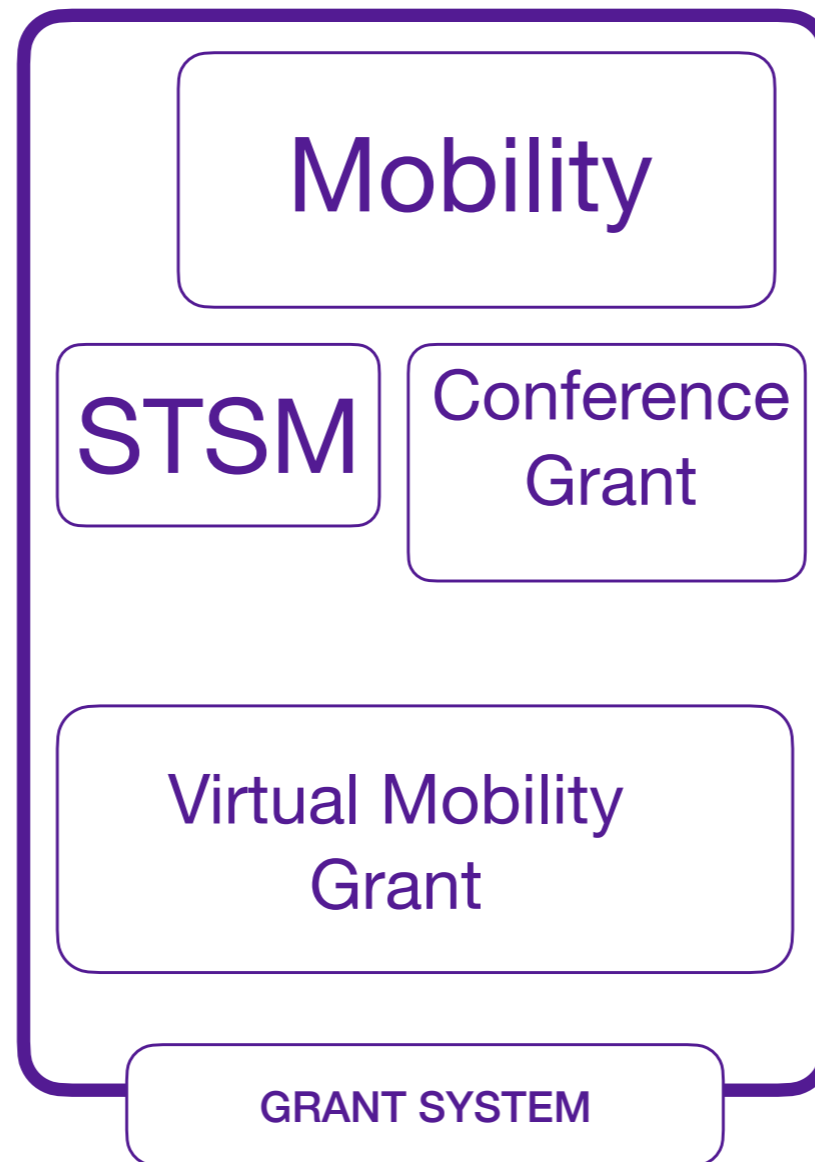 Mobility
STSM
Conference
Grant
Virtual Mobility
Grant
GRANT SYSTEM